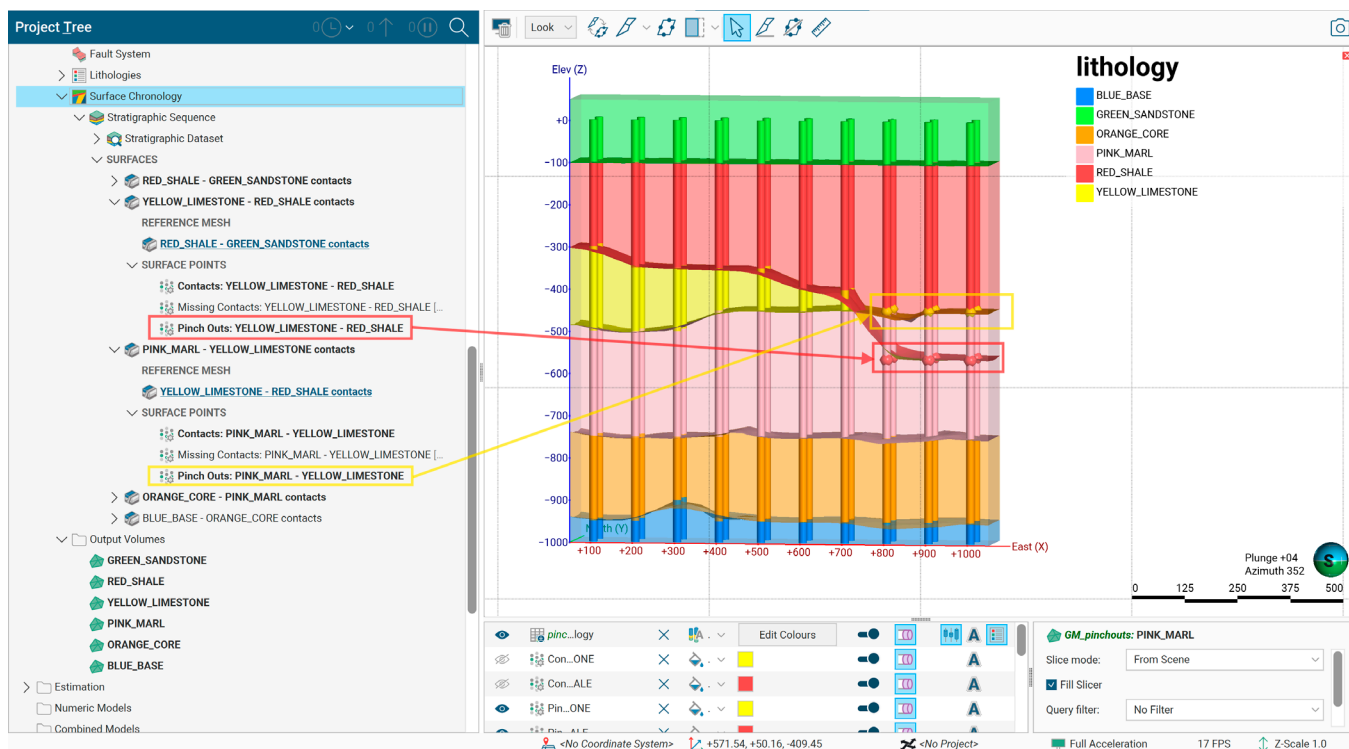 Project Tree
0
0
0
Fault System
Lithologies
Surface Chronology
Stratigraphic Sequence
Stratigraphic Dataset
SURFACES
RED_SHALE - GREEN_SANDSTONE contacts
YELLOW_LIMESTONE - RED_SHALE contacts
REFERENCE MESH
RED_SHALE - GREEN_SANDSTONE contacts
SURFACE POINTS
Contacts: YELLOW_LIMESTONE - RED_SHALE
Missing Contacts: YELLOW_LIMESTONE - RED_SHALE [...
Pinch Outs: YELLOW_LIMESTONE - RED_SHALE
PINK_MARL - YELLOW_LIMESTONE contacts
REFERENCE MESH
YELLOW_LIMESTONE - RED_SHALE contacts
SURFACE POINTS
Contacts: PINK_MARL - YELLOW_LIMESTONE
Missing Contacts: PINK_MARL - YELLOW_LIMESTONE [...
Pinch Outs: PINK_MARL - YELLOW_LIMESTONE
ORANGE_CORE - PINK_MARL contacts
BLUE_BASE - ORANGE_CORE contacts
Output Volumes
GREEN_SANDSTONE
RED_SHALE
YELLOW_LIMESTONE
PINK_MARL
ORANGE_CORE
BLUE_BASE
Estimation
Numeric Models
Combined Models
Look
Elev (Z)
+0
-100
-200
-300
-400
-500
-600
-700
-800
-900
-1000
North (Y)
+100 +200 +300 +400 +500 +600 +700 +800 +900 +1000
East (X)
lithology
BLUE_BASE
GREEN_SANDSTONE
ORANGE_CORE
PINK_MARL
RED_SHALE
YELLOW_LIMESTONE
Plunge +04
Azimuth 352
S
0 125 250 375 500
pinc...logy Edit Colours A
Con...ONE A
Con...ALE A
Pin...ONE A
Pin...ALE
GM_pinchouts: PINK_MARL
Slice mode: From Scene
Fill Slicer
Query filter: No Filter
<No Coordinate System> +571.54, +50.16, -409.45 <No Project> Full Acceleration 17 FPS Z-Scale 1.0